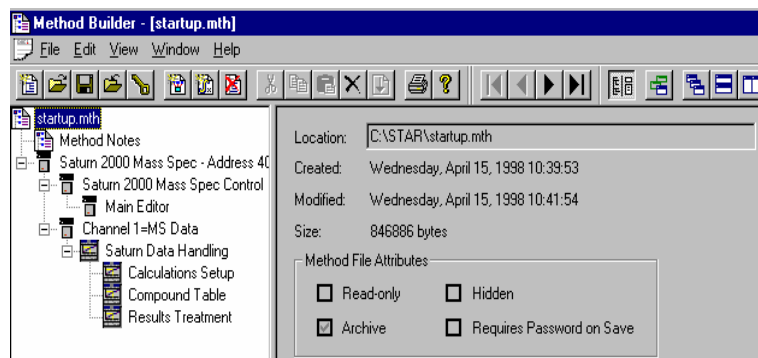 Method Builder - [startup.mth]
File Edit View Window Help
startup.mth
Method Notes
Saturn 2000 Mass Spec - Address 40
Saturn 2000 Mass Spec Control
Main Editor
Channel 1=MS Data
Saturn Data Handling
Calculations Setup
Compound Table
Results Treatment
Location: C:\STAR\startup.mth
Created: Wednesday, April 15, 1998 10:39:53
Modified: Wednesday, April 15, 1998 10:41:54
Size: 846886 bytes
Method File Attributes
Read-only Hidden
Archive Requires Password on Save